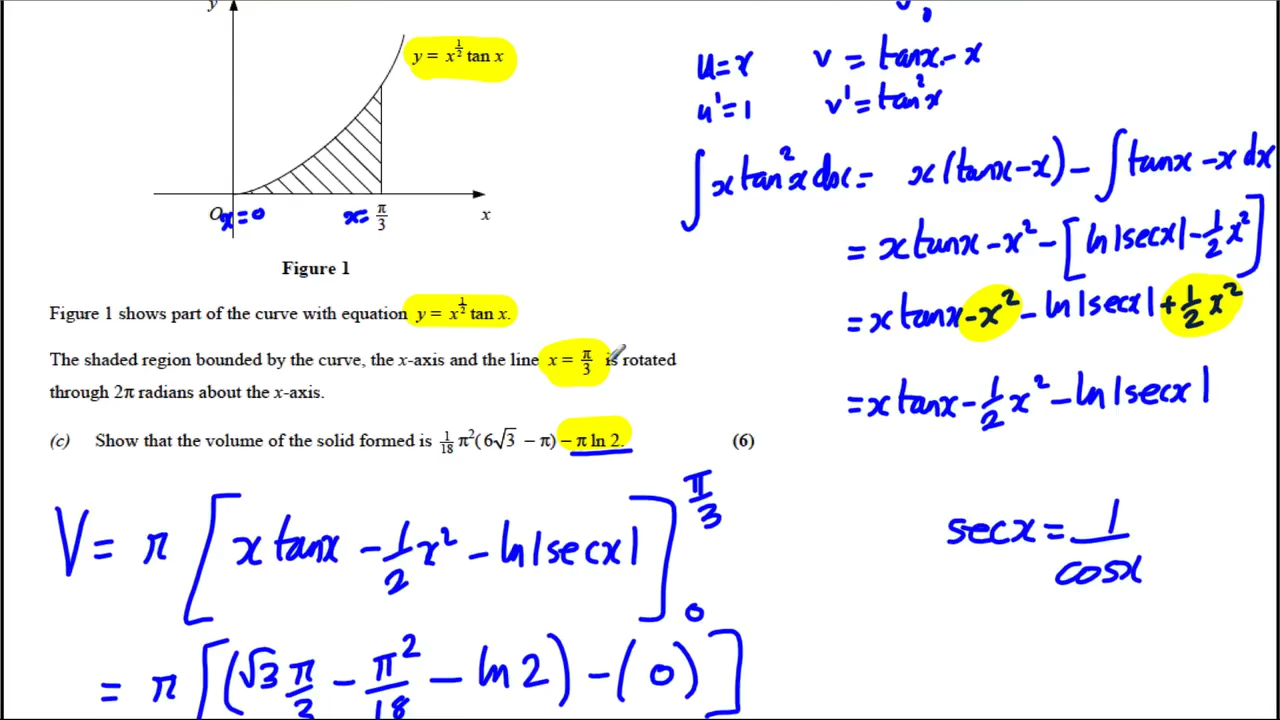 y
y = x^{1/2} tan x
O
x=0
x= π/3
x
Figure 1
Figure 1 shows part of the curve with equation y = x^{1/2} tan x.
The shaded region bounded by the curve, the x-axis and the line x = π/3 is rotated
through 2π radians about the x-axis.
(c) Show that the volume of the solid formed is 1/18 π²(6√3 − π) − π ln 2.
(6)
V = π [ x tanx − 1/2 x² − ln|secx| ]_0^{π/3}
= π [ (√3 π/3 − π²/18 − ln 2) − (0) ]
u=x v = tanx - x
u'=1 v' = tan²x
∫ x tan²x dx = x(tanx − x) − ∫ tanx − x dx
= x tanx − x² − [ ln|secx| − 1/2 x² ]
= x tanx − x² − ln|secx| + 1/2 x²
= x tanx − 1/2 x² − ln|secx|
secx = 1/cosx